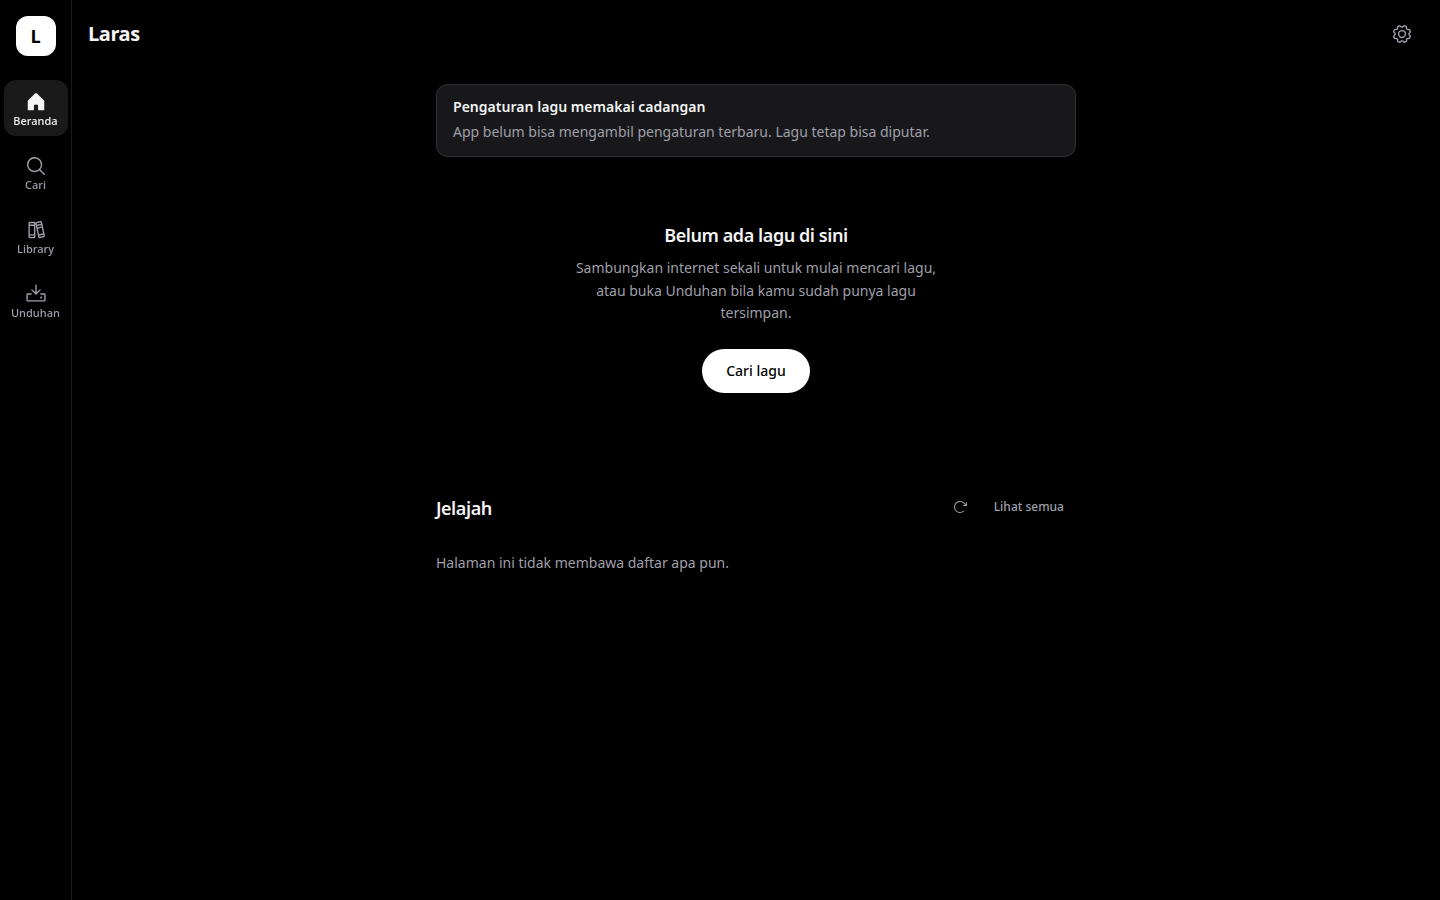 L
Laras
Beranda
Cari
Library
Unduhan
Pengaturan lagu memakai cadangan
App belum bisa mengambil pengaturan terbaru. Lagu tetap bisa diputar.
Belum ada lagu di sini
Sambungkan internet sekali untuk mulai mencari lagu,
atau buka Unduhan bila kamu sudah punya lagu
tersimpan.
Cari lagu
Jelajah
Lihat semua
Halaman ini tidak membawa daftar apa pun.